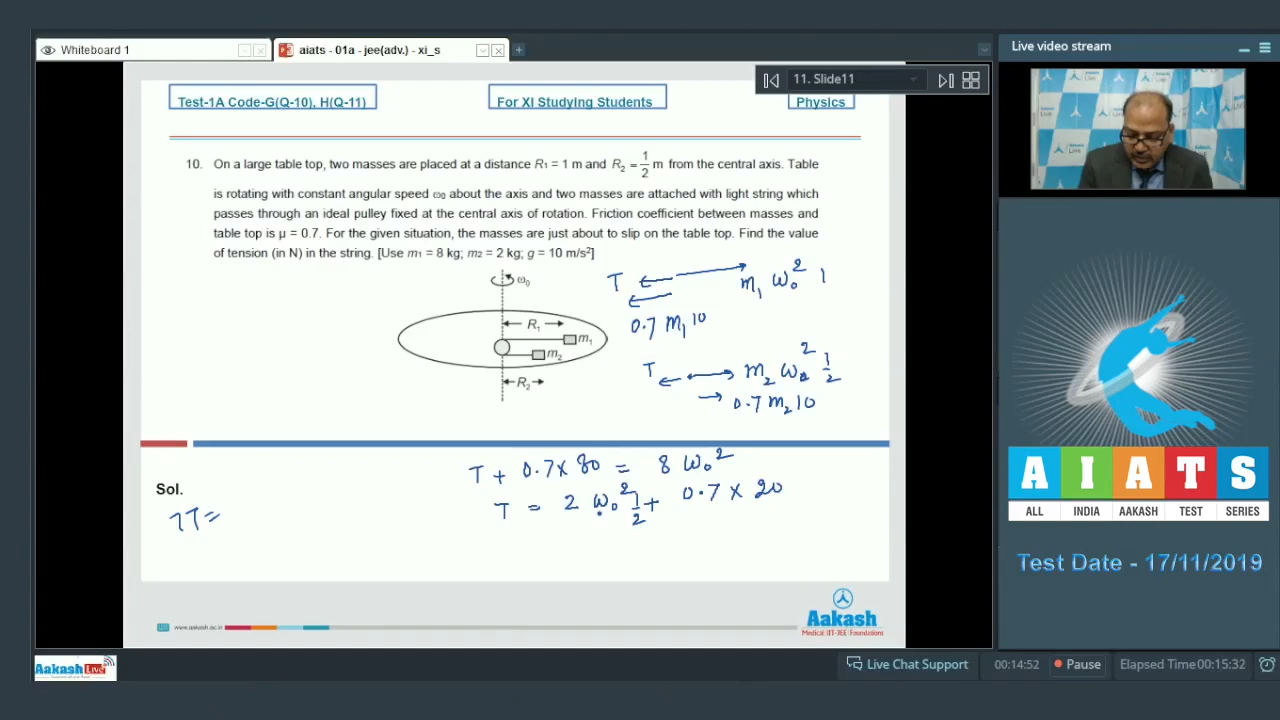 Whiteboard 1
aiats - 01a - jee(adv.) - xi_s
Live video stream
11. Slide11
Test-1A Code-G(Q-10), H(Q-11)
For XI Studying Students
Physics
10. On a large table top, two masses are placed at a distance R₁ = 1 m and R₂ = 1/2 m from the central axis. Table
is rotating with constant angular speed ω₀ about the axis and two masses are attached with light string which
passes through an ideal pulley fixed at the central axis of rotation. Friction coefficient between masses and
table top is μ = 0.7. For the given situation, the masses are just about to slip on the table top. Find the value
of tension (in N) in the string. [Use m₁ = 8 kg; m₂ = 2 kg; g = 10 m/s²]
ω₀
R₁
m₁
m₂
R₂
T m₁ ω₀² 1
0.7 m₁ 10
T m₂ ω₀² 1/2
0.7 m₂ 10
T + 0.7 × 80 = 8 ω₀²
T = 2 ω₀² 1/2 + 0.7 × 20
Sol.
7T =
A I A T S
ALL INDIA AAKASH TEST SERIES
Test Date - 17/11/2019
www.aakash.ac.in
Aakash
Medical | IIT-JEE | Foundations
Aakash Live
Live Chat Support
00:14:52
Pause
Elapsed Time 00:15:32